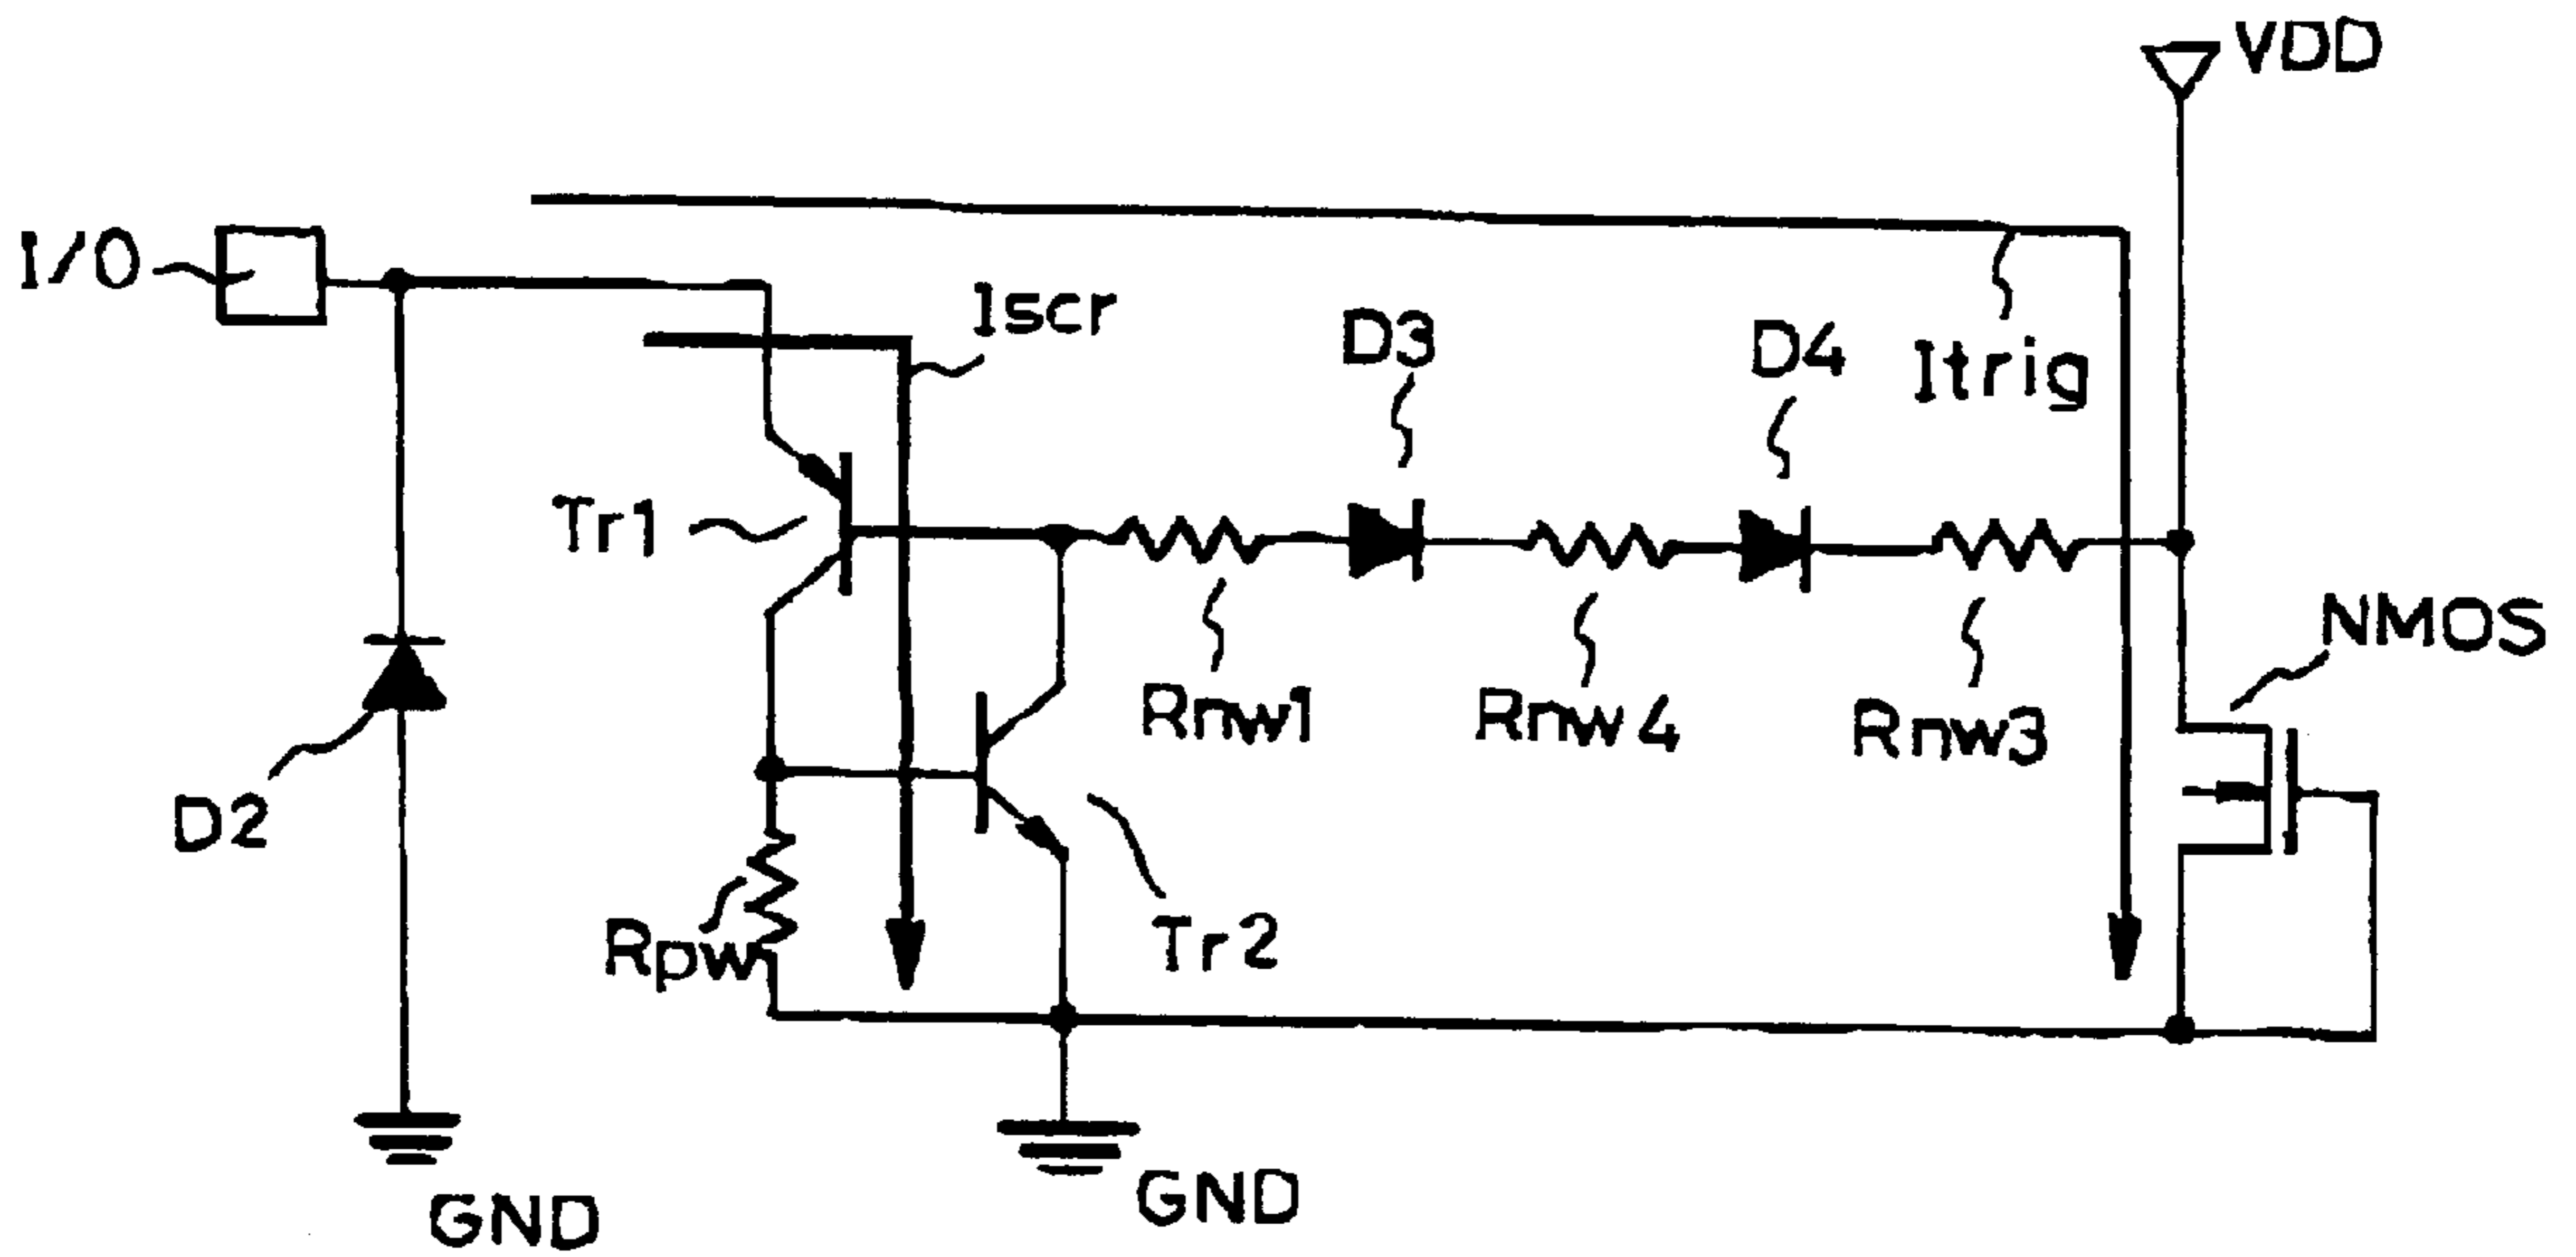 VDD
I/O
Iscr
D3
D4
Itrig
Tr1
NMOS
Rnw1
Rnw4
Rnw3
D2
Rpw
Tr2
GND
GND